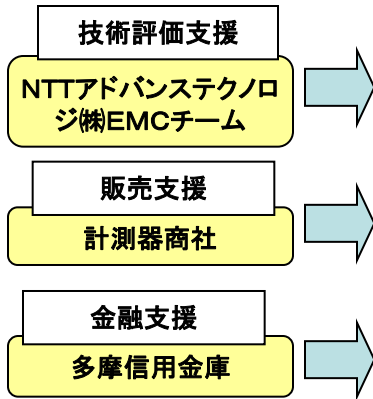 技術評価支援
NTTアドバンステクノロ
ジ㈱EMCチーム
販売支援
計測器商社
金融支援
多摩信用金庫